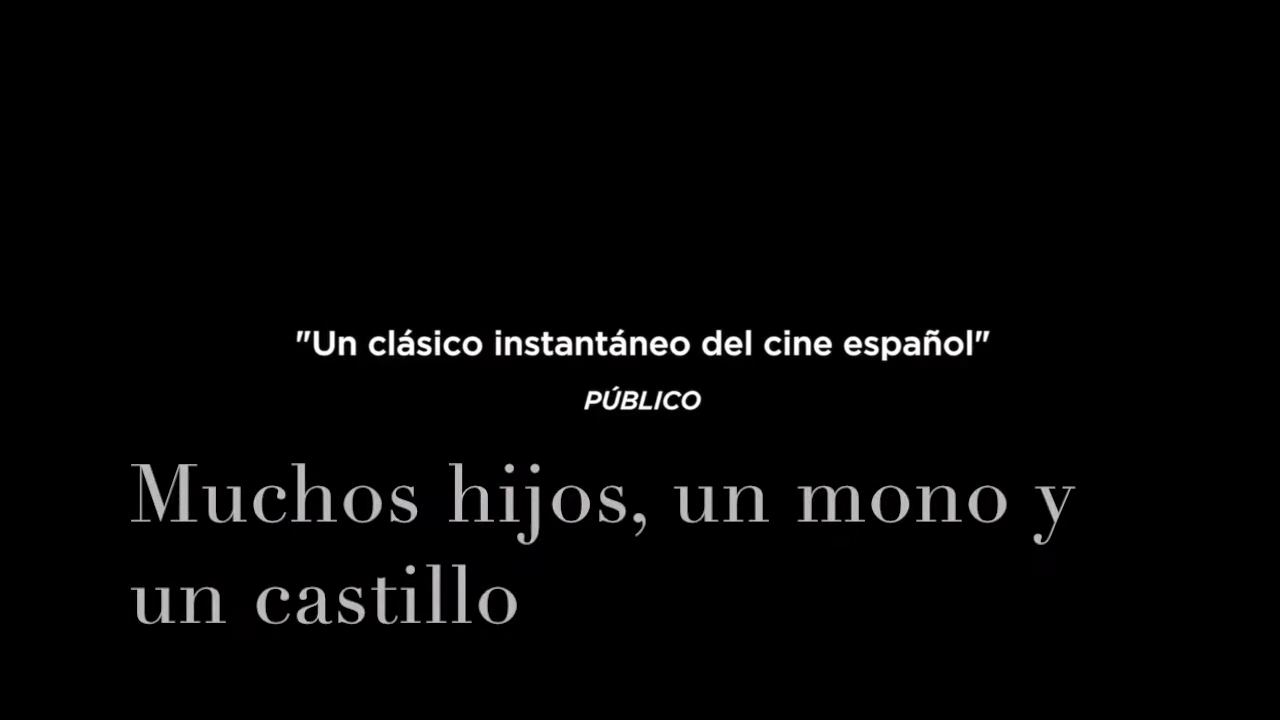 "Un clásico instantáneo del cine español"
PÚBLICO
Muchos hijos, un mono y
un castillo